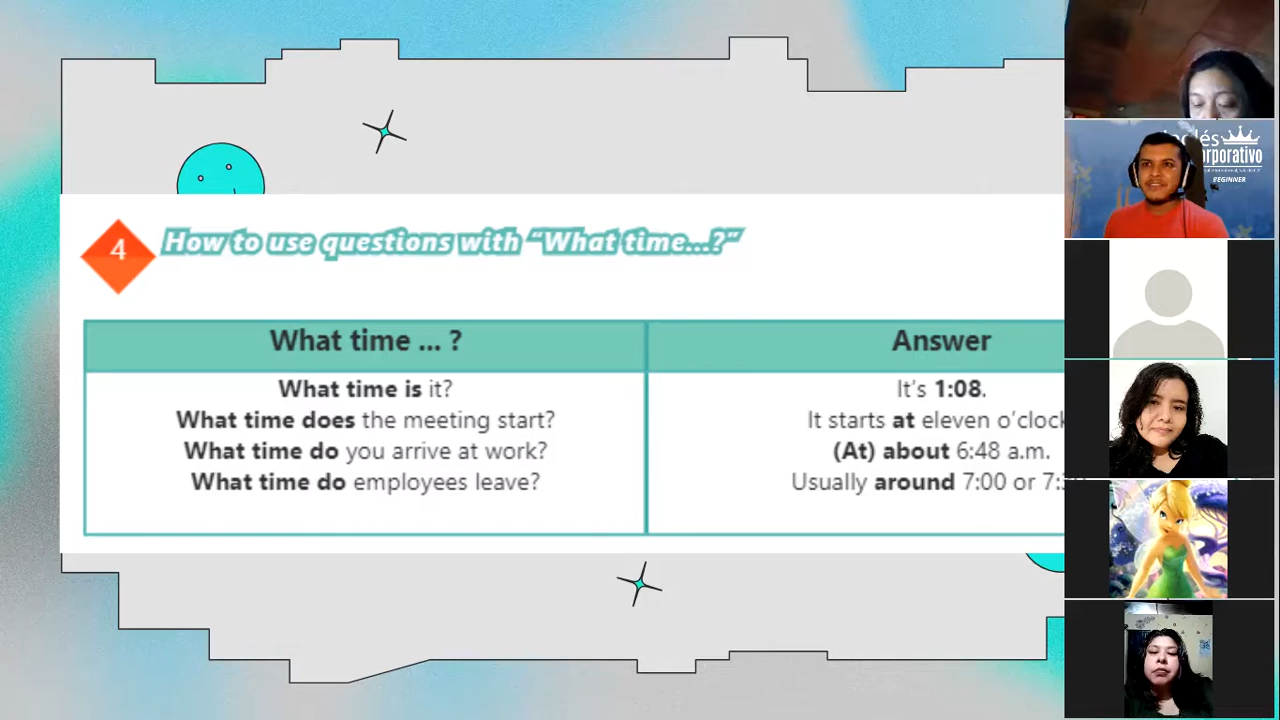 4
How to use questions with “What time...?”
What time ... ?
Answer
What time is it?
It's 1:08.
What time does the meeting start?
It starts at eleven o'clock
What time do you arrive at work?
(At) about 6:48 a.m.
What time do employees leave?
Usually around 7:00 or
BEGINNER